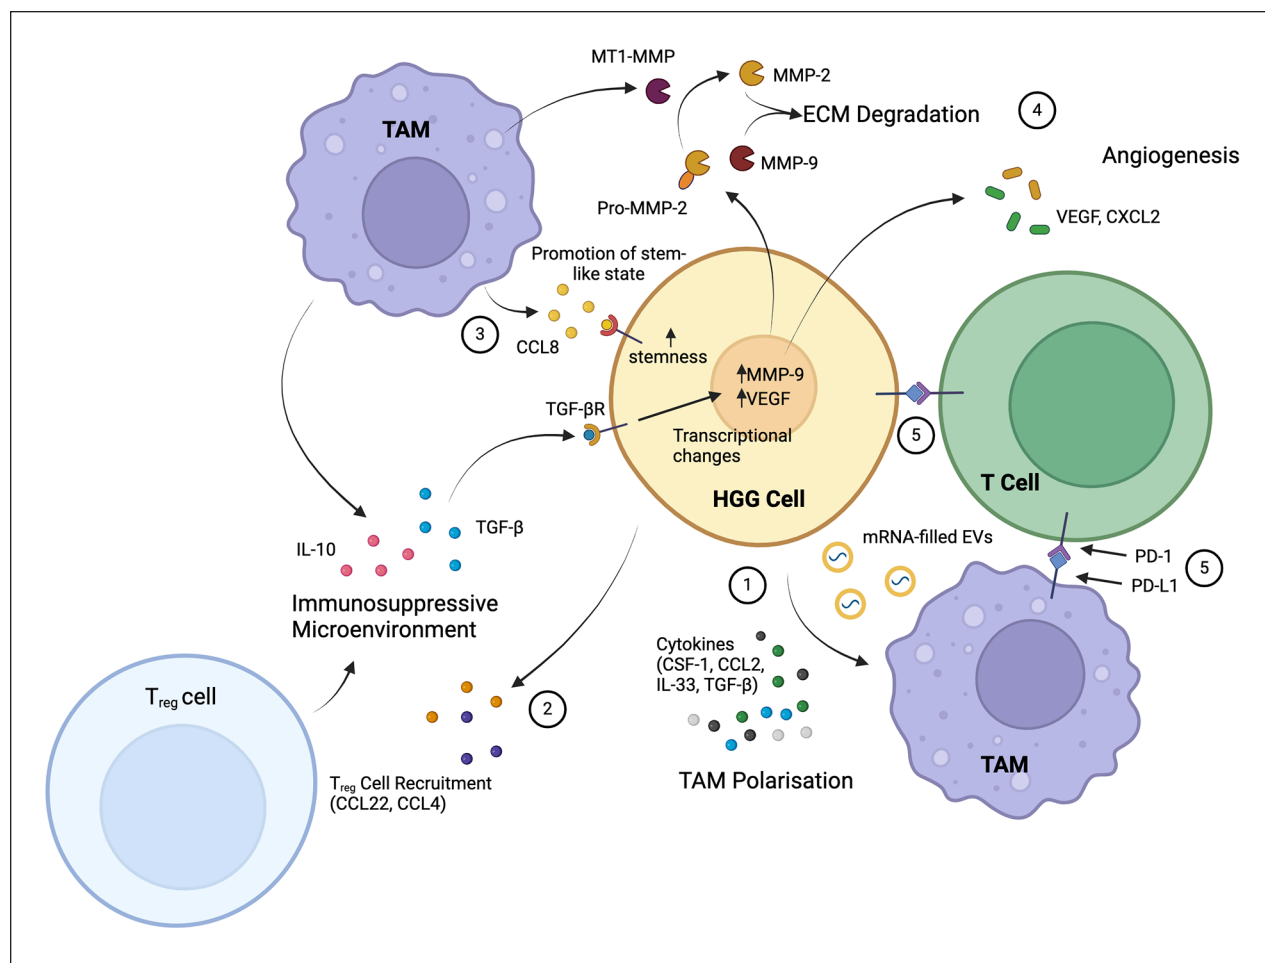 MT1-MMP
MMP-2
TAM
ECM Degradation
4
MMP-9
Angiogenesis
Pro-MMP-2
VEGF, CXCL2
Promotion of stem-
like state
3
CCL8
stemness
MMP-9
VEGF
TGF-βR
Transcriptional
changes
5
HGG Cell
T Cell
IL-10
TGF-β
mRNA-filled EVs
PD-1
5
PD-L1
1
Immunosuppressive
Microenvironment
Cytokines
(CSF-1, CCL2,
IL-33, TGF-β)
Treg cell
2
TAM
TAM Polarisation
Treg Cell Recruitment
(CCL22, CCL4)